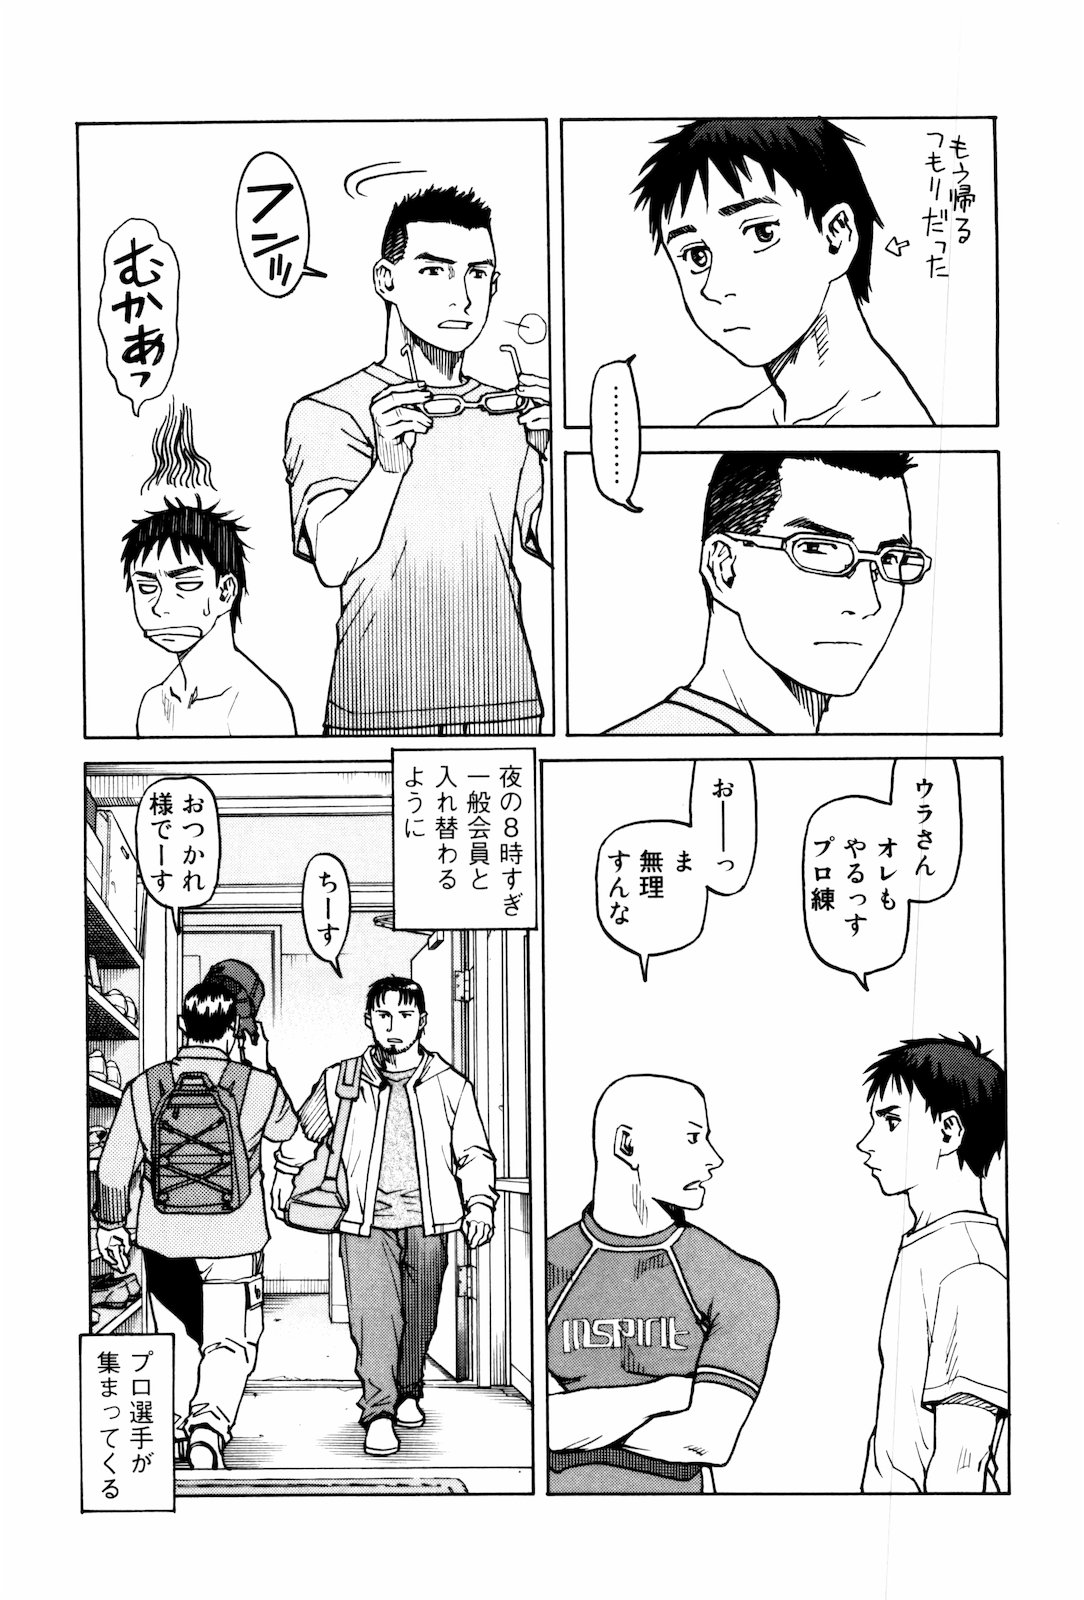 もう帰る
つもりだった
………………
フンッ
むかあっ
ウラさん
オレも
やるっす
プロ練
おーーっ
ま
無理
すんな
INSPIRIT
夜の8時すぎ
一般会員と
入れ替わる
ように
ちーす
おつかれ
様でーす
プロ選手が
集まってくる